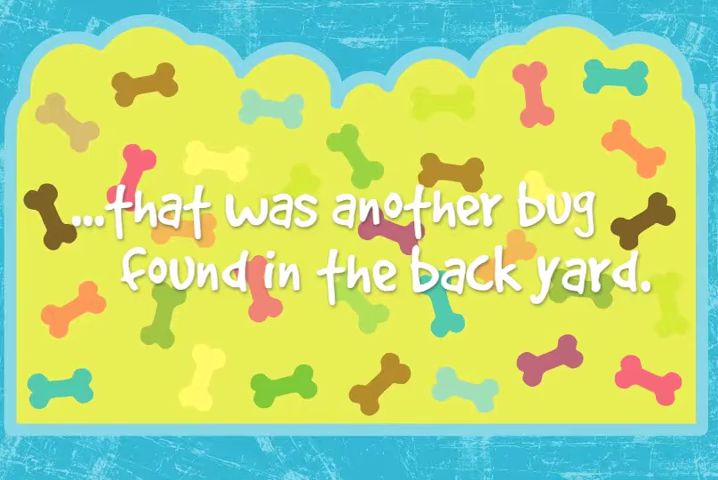 ...that was another bug
found in the back yard.